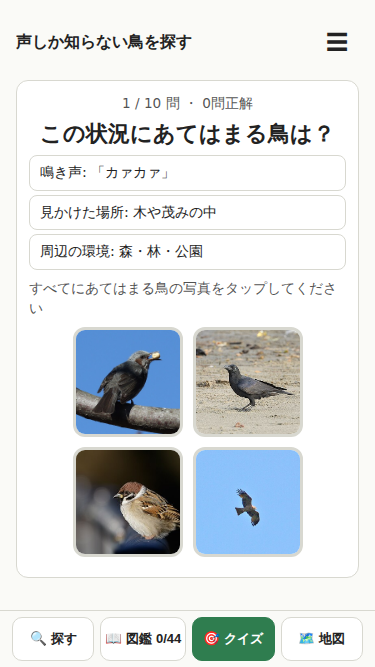 声しか知らない鳥を探す
☰
1 / 10 問 ・ 0問正解
この状況にあてはまる鳥は？
鳴き声: 「カァカァ」
見かけた場所: 木や茂みの中
周辺の環境: 森・林・公園
すべてにあてはまる鳥の写真をタップしてくださ
い
🔍 探す
📖 図鑑 0/44
🎯 クイズ
🗺️ 地図